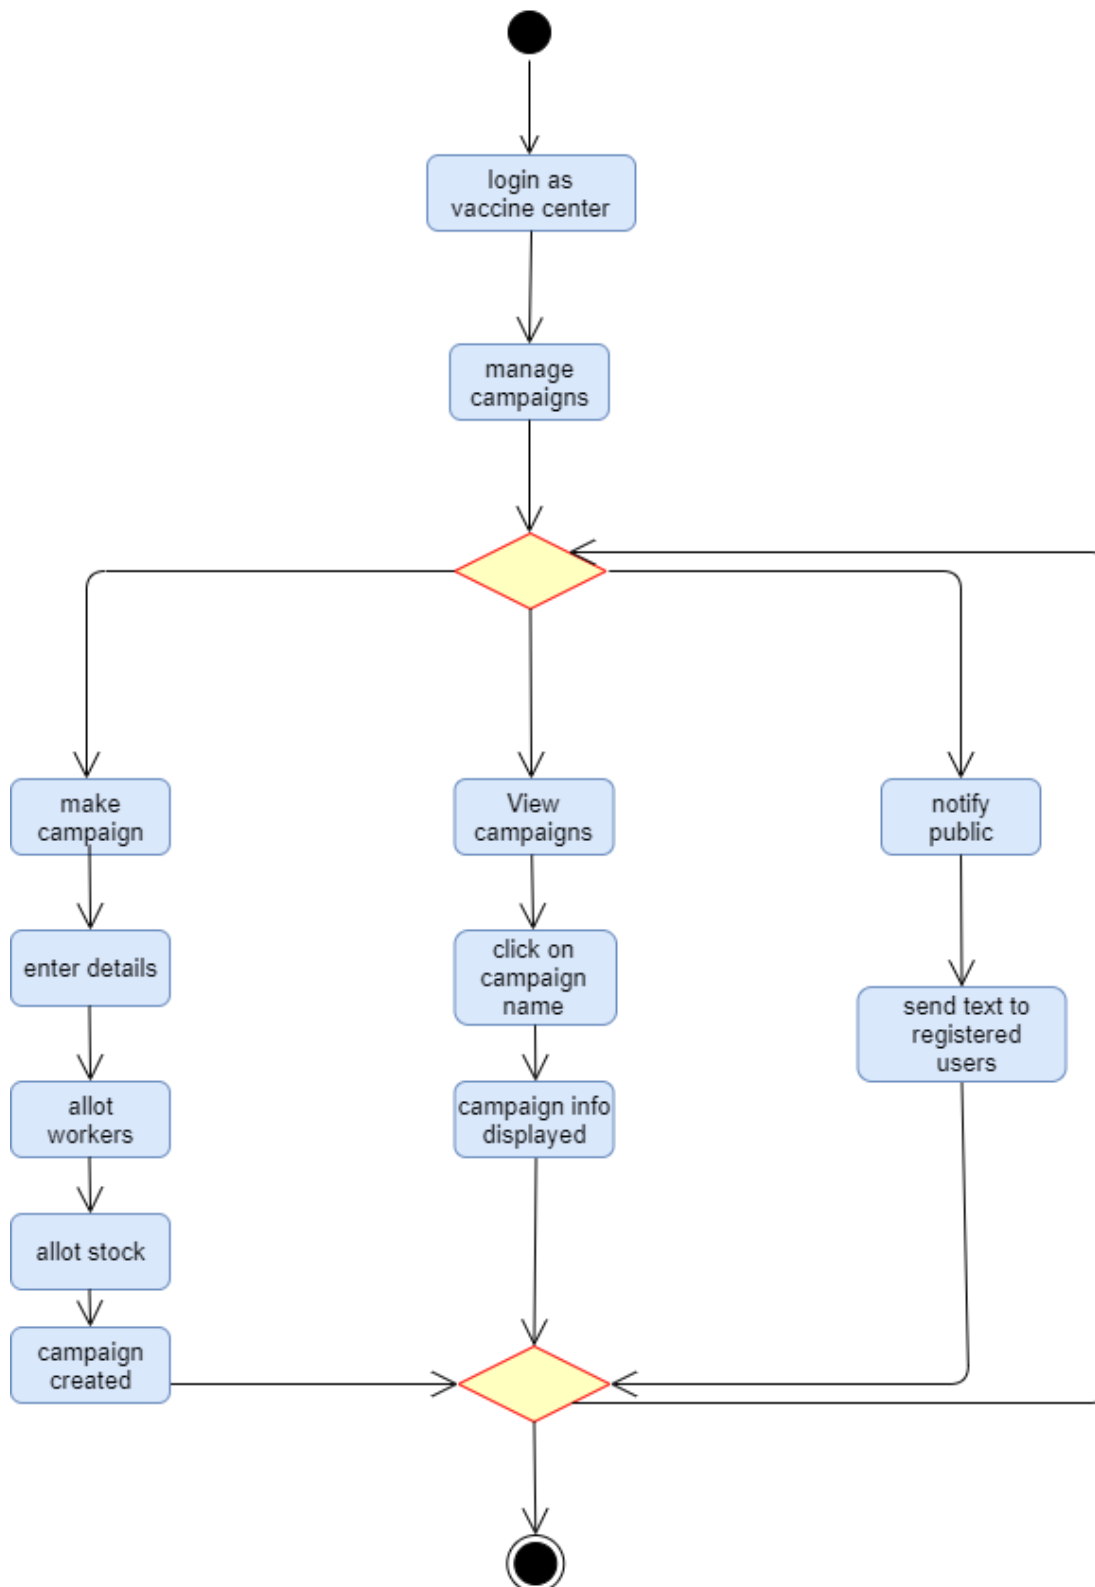 login as
vaccine center
manage
campaigns
make
campaign
View
campaigns
notify
public
enter details
click on
campaign
name
send text to
registered
users
allot
workers
campaign info
displayed
allot stock
campaign
created